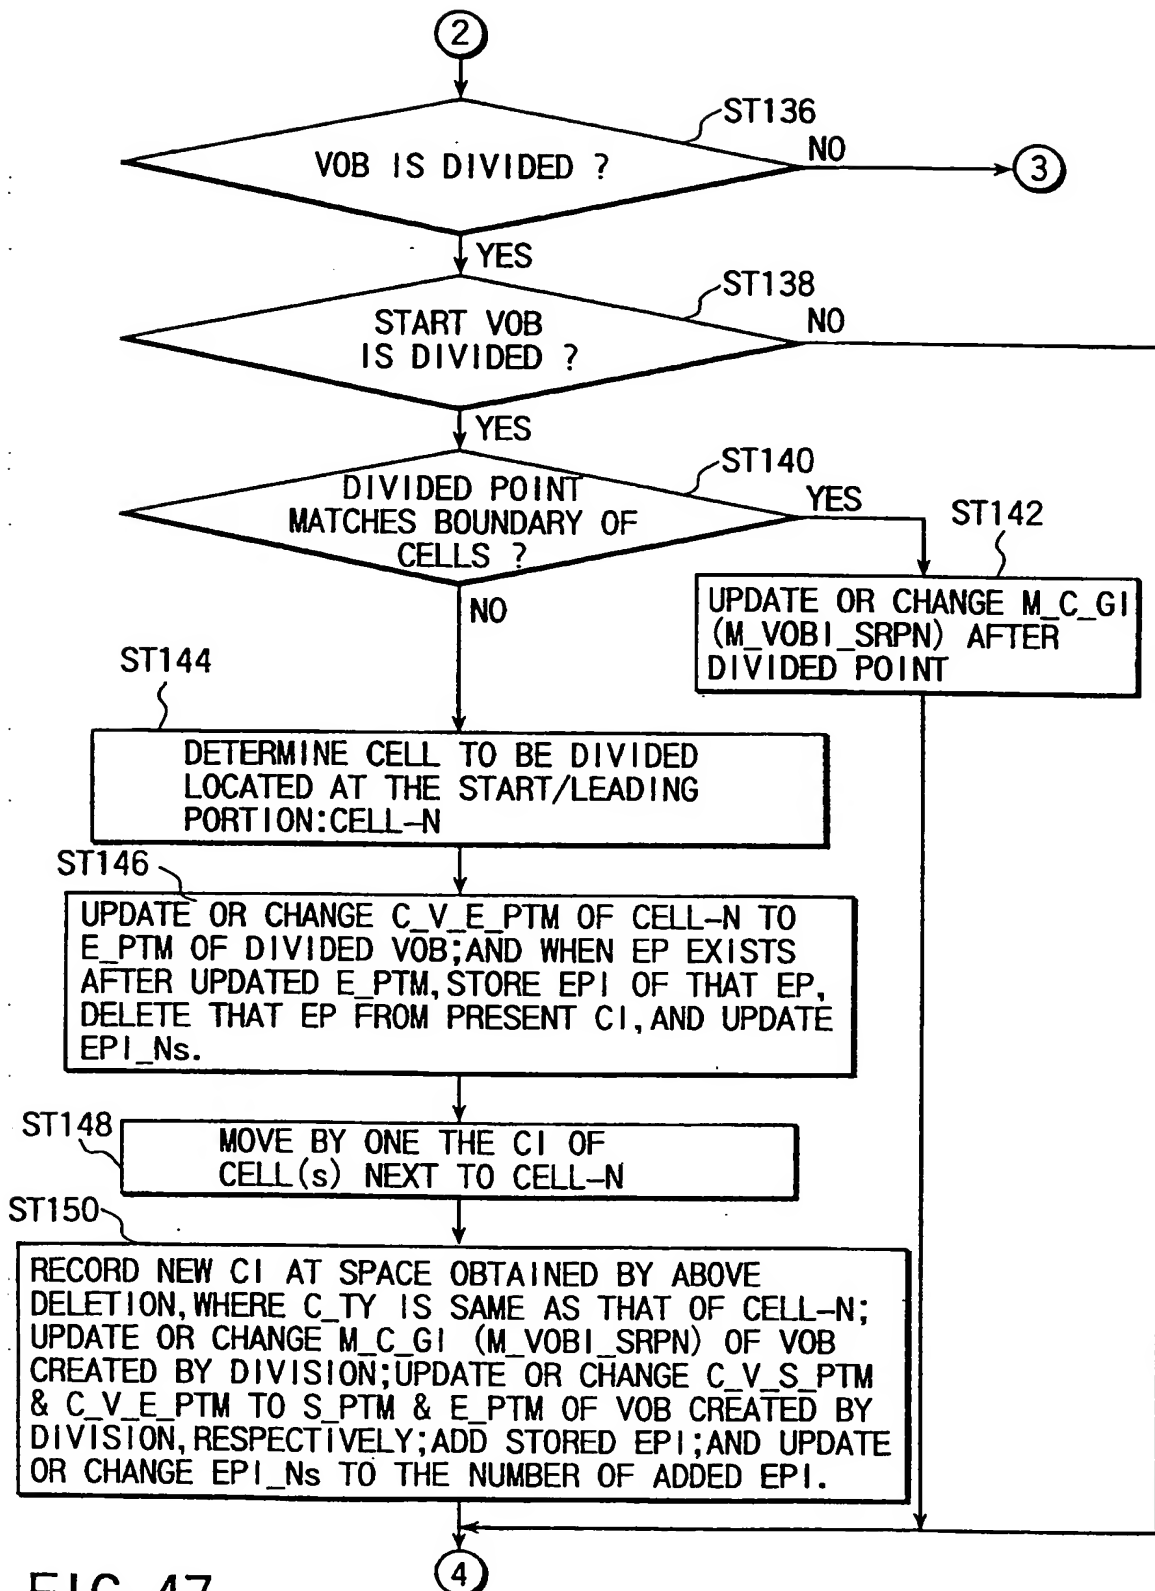 2
ST136
VOB IS DIVIDED ?
NO
3
YES
ST138
START VOB
IS DIVIDED ?
NO
YES
ST140
DIVIDED POINT
MATCHES BOUNDARY OF
CELLS ?
YES
ST142
NO
UPDATE OR CHANGE M_C_GI
(M_VOBI_SRPN) AFTER
DIVIDED POINT
ST144
DETERMINE CELL TO BE DIVIDED
LOCATED AT THE START/LEADING
PORTION:CELL-N
ST146
UPDATE OR CHANGE C_V_E_PTM OF CELL-N TO
E_PTM OF DIVIDED VOB;AND WHEN EP EXISTS
AFTER UPDATED E_PTM,STORE EPI OF THAT EP,
DELETE THAT EP FROM PRESENT CI,AND UPDATE
EPI_Ns.
ST148
MOVE BY ONE THE CI OF
CELL(s) NEXT TO CELL-N
ST150
RECORD NEW CI AT SPACE OBTAINED BY ABOVE
DELETION,WHERE C_TY IS SAME AS THAT OF CELL-N;
UPDATE OR CHANGE M_C_GI (M_VOBI_SRPN) OF VOB
CREATED BY DIVISION;UPDATE OR CHANGE C_V_S_PTM
& C_V_E_PTM TO S_PTM & E_PTM OF VOB CREATED BY
DIVISION,RESPECTIVELY;ADD STORED EPI;AND UPDATE
OR CHANGE EPI_Ns TO THE NUMBER OF ADDED EPI.
4
FIG. 47